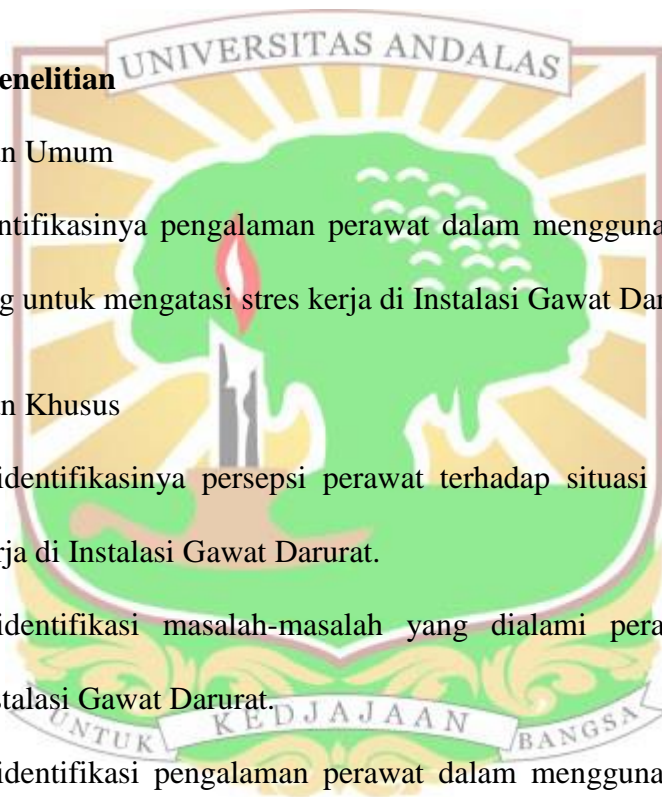 UNIVERSITAS ANDALAS
enelitian
n Umum
ntifikasinya pengalaman perawat dalam mengguna
g untuk mengatasi stres kerja di Instalasi Gawat Dar
n Khusus
identifikasinya persepsi perawat terhadap situasi
rja di Instalasi Gawat Darurat.
identifikasi masalah-masalah yang dialami pera
stalasi Gawat Darurat.
UNTUK KEDJAJAAN BANGSA
identifikasi pengalaman perawat dalam mengguna